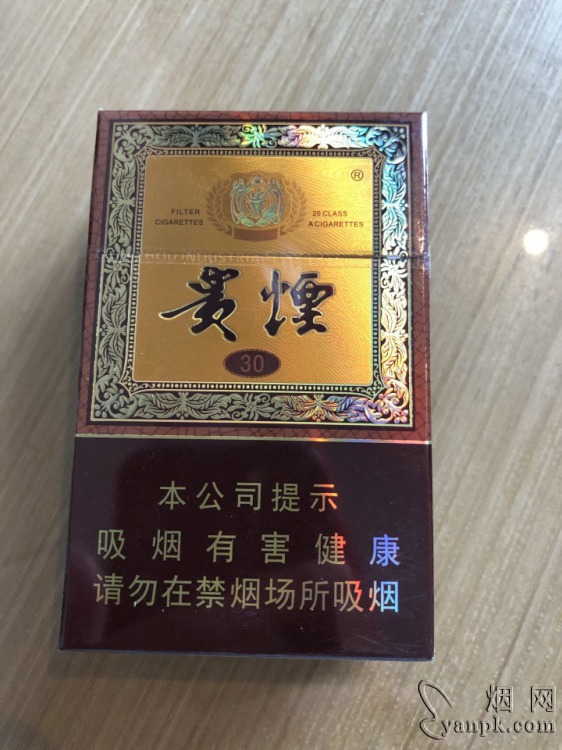 ®
FILTER
CIGARETTES
20 CLASS
A CIGARETTES
貴煙
30
本公司提示
吸烟有害健康
请勿在禁烟场所吸烟
烟网
yanpk.com